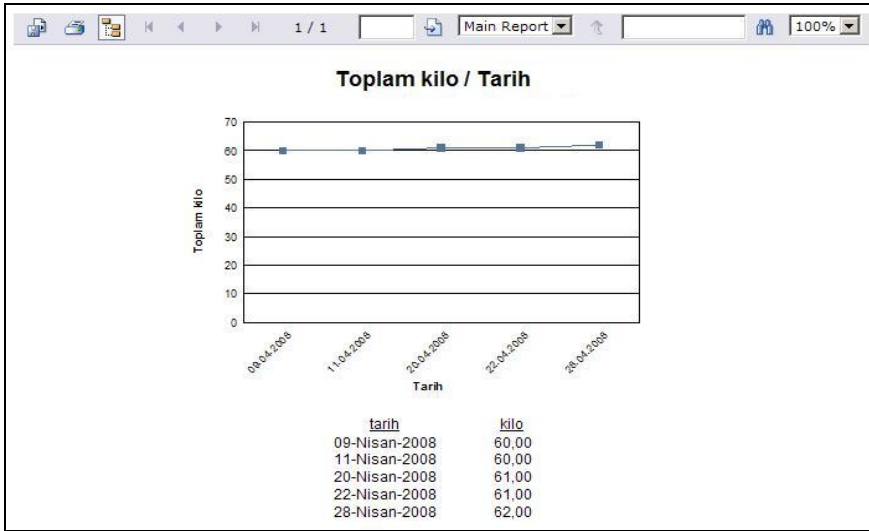 1 / 1 Main Report 100%
Toplam kilo / Tarih
70
60
50
40
30
20
10
0
Toplam kilo
09.04.2008 11.04.2008 20.04.2008 22.04.2008 28.04.2008
Tarih
tarih kilo
09-Nisan-2008 60,00
11-Nisan-2008 60,00
20-Nisan-2008 61,00
22-Nisan-2008 61,00
28-Nisan-2008 62,00